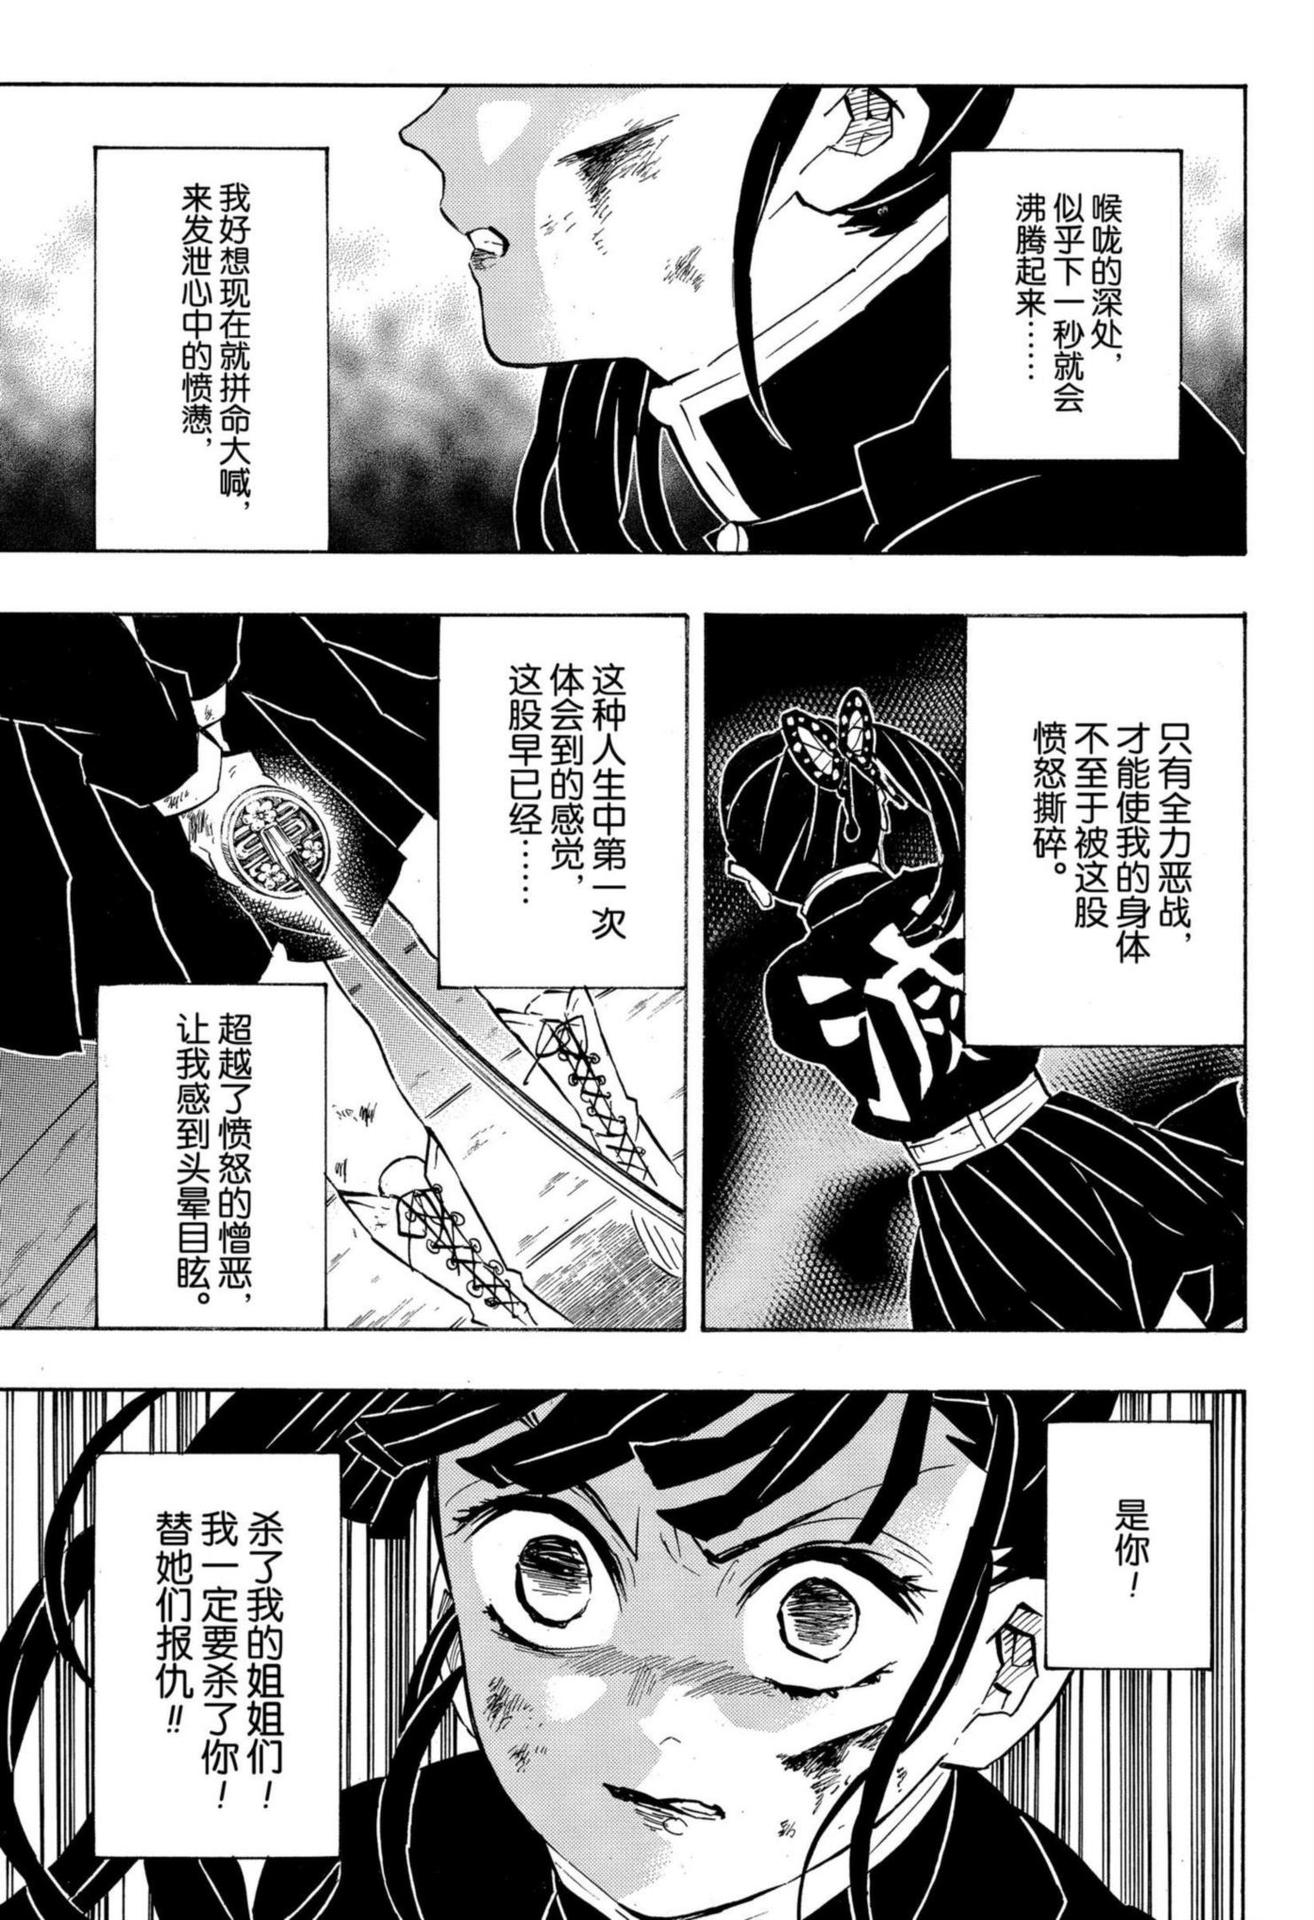 喉咙的深处，
似乎下一秒就会
沸腾起来……
我好想现在就拼命大喊，
来发泄心中的愤懑，
只有全力恶战，
才能使我的身体
不至于被这股
愤怒撕碎。
这种人生中第一次
体会到的感觉，
这股早已经……
超越了愤怒的憎恶，
让我感到头晕目眩。
是你！
杀了我的姐姐们！
我一定要杀了你！
替她们报仇!!